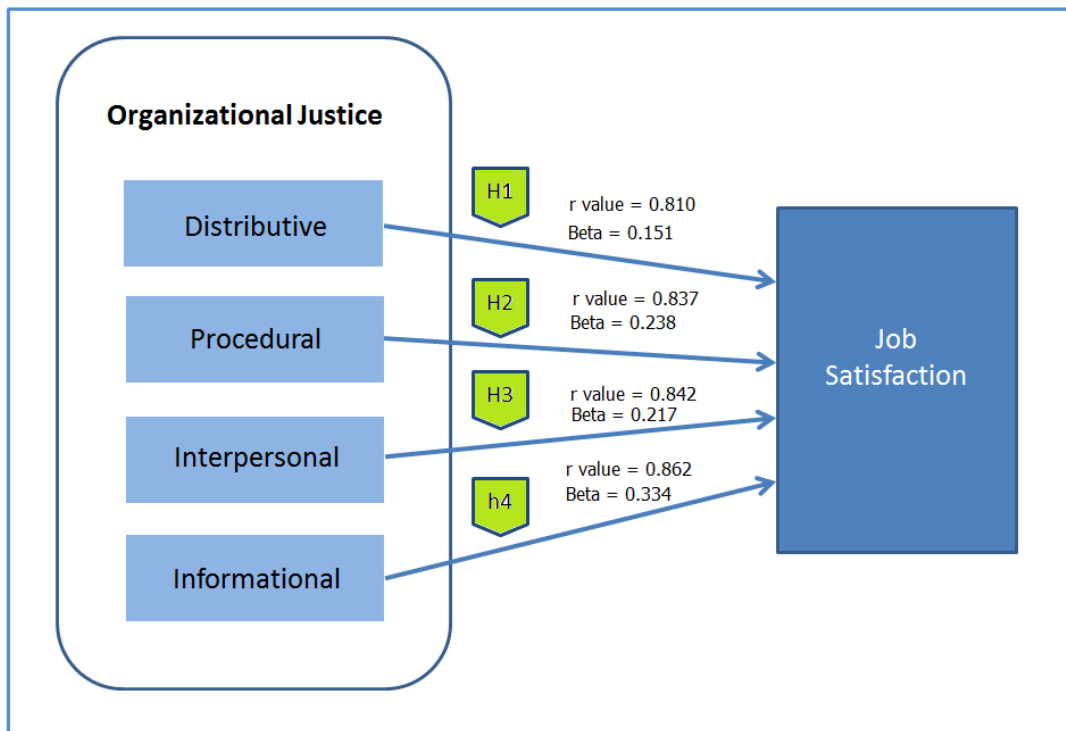 Organizational Justice
Distributive
Procedural
Interpersonal
Informational
H1
r value = 0.810
Beta = 0.151
H2
r value = 0.837
Beta = 0.238
H3
r value = 0.842
Beta = 0.217
h4
r value = 0.862
Beta = 0.334
Job
Satisfaction